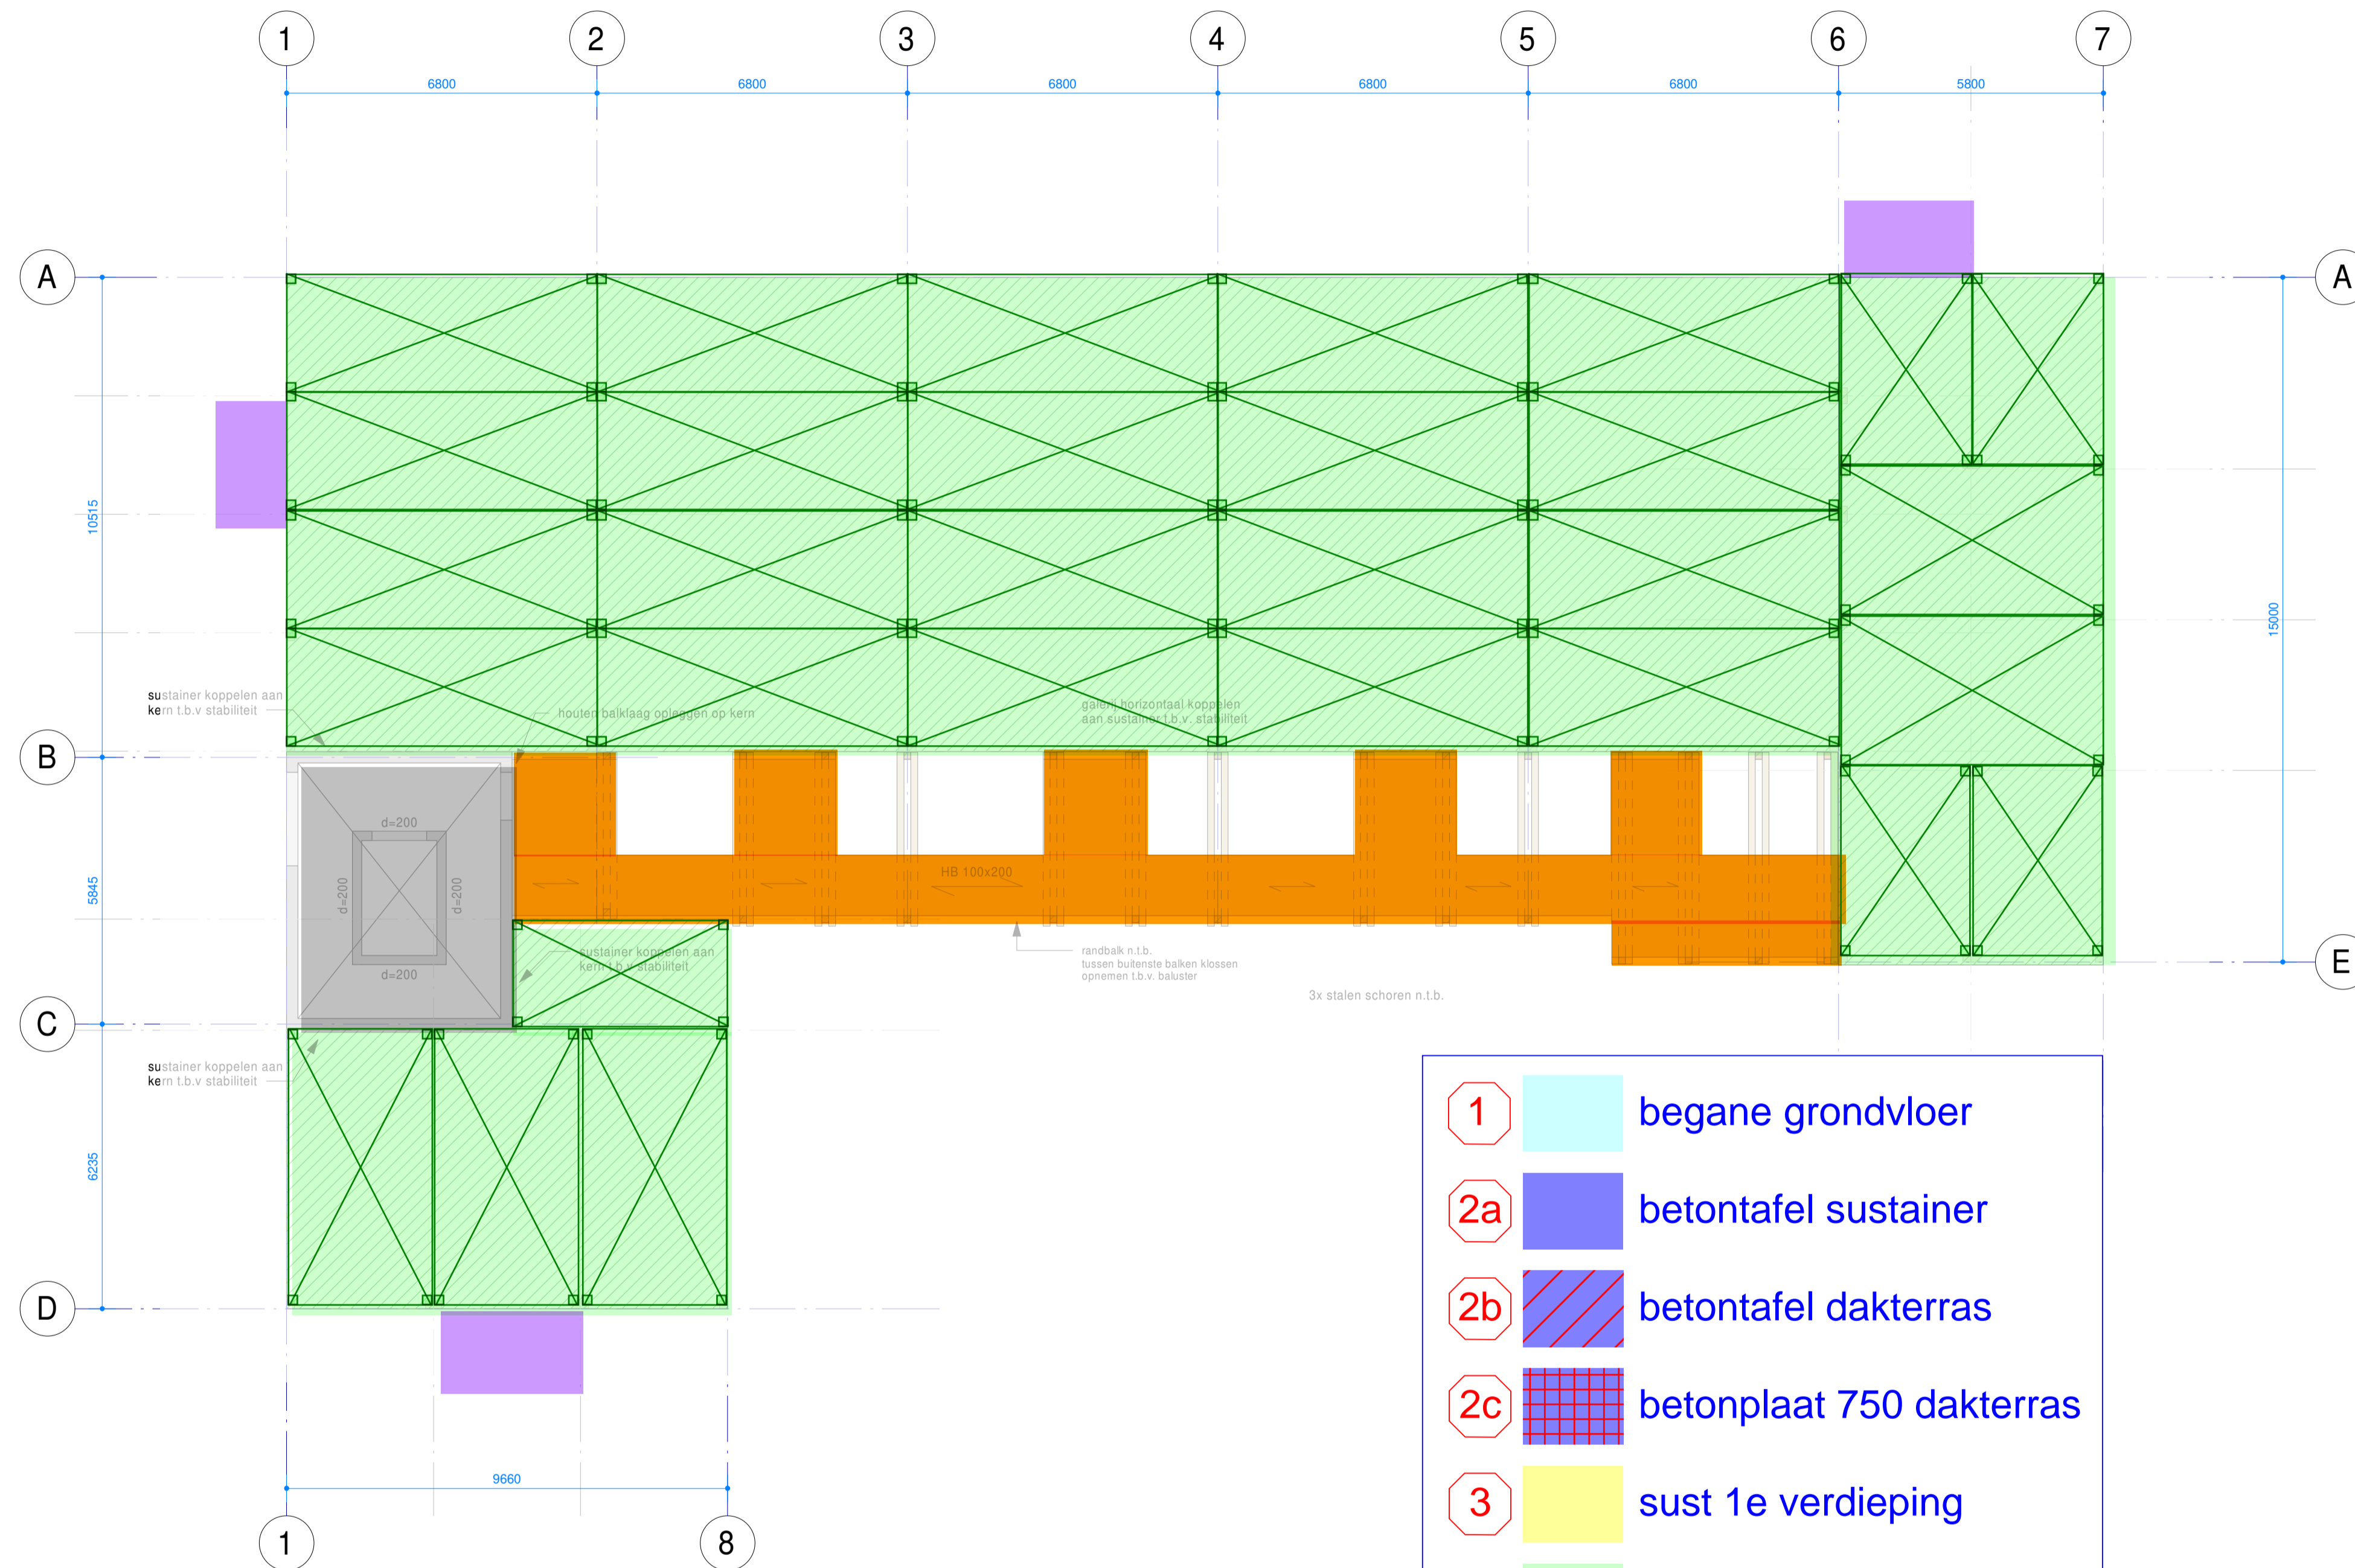 1 2 3 4 5 6 7
6800 6800 6800 6800 6800 5800
A A
10515
15000
sustainer koppelen aan
kern t.b.v stabiliteit
houten balklaag opleggen op kern
galerij horizontaal koppelen
aan sustainer t.b.v. stabiliteit
B
d=200
d=200
d=200
d=200
5845
HB 100x200
sustainer koppelen aan
kern t.b.v stabiliteit
randbalk n.t.b.
tussen buitenste balken klossen
opnemen t.b.v. baluster
3x stalen schoren n.t.b.
E
C
sustainer koppelen aan
kern t.b.v stabiliteit
6235
D
9660
1 8
1 begane grondvloer
2a betontafel sustainer
2b betontafel dakterras
2c betonplaat 750 dakterras
3 sust 1e verdieping